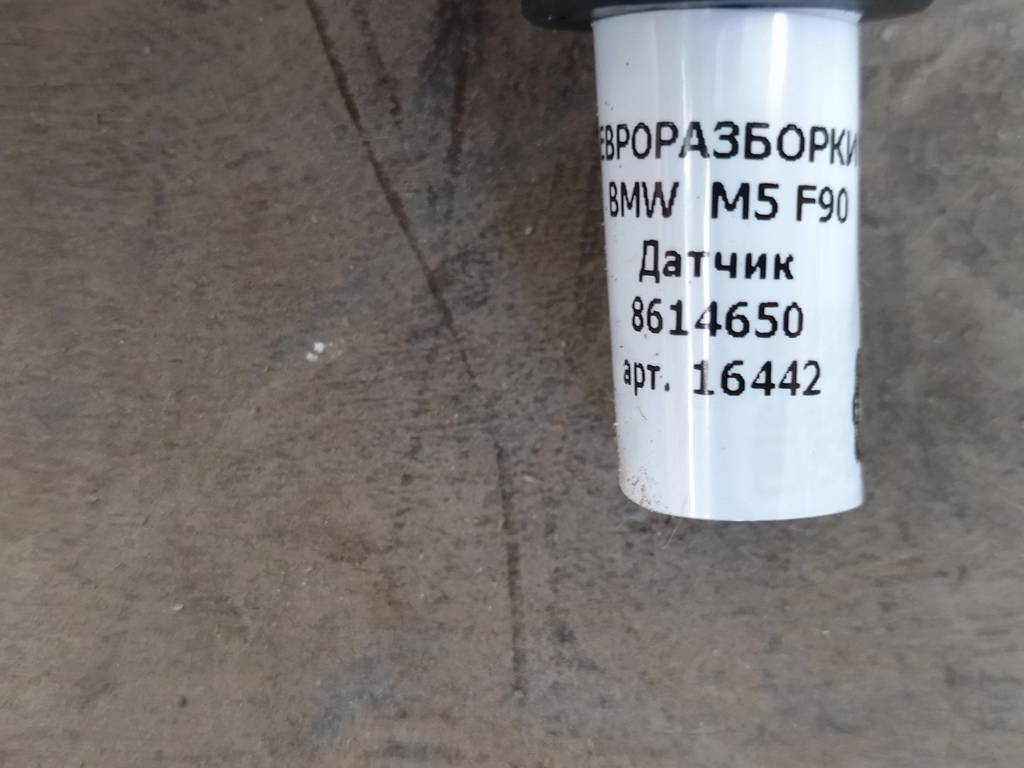 ЕВРОРАЗБОРКИ
BMW M5 F90
Датчик
8614650
арт. 16442